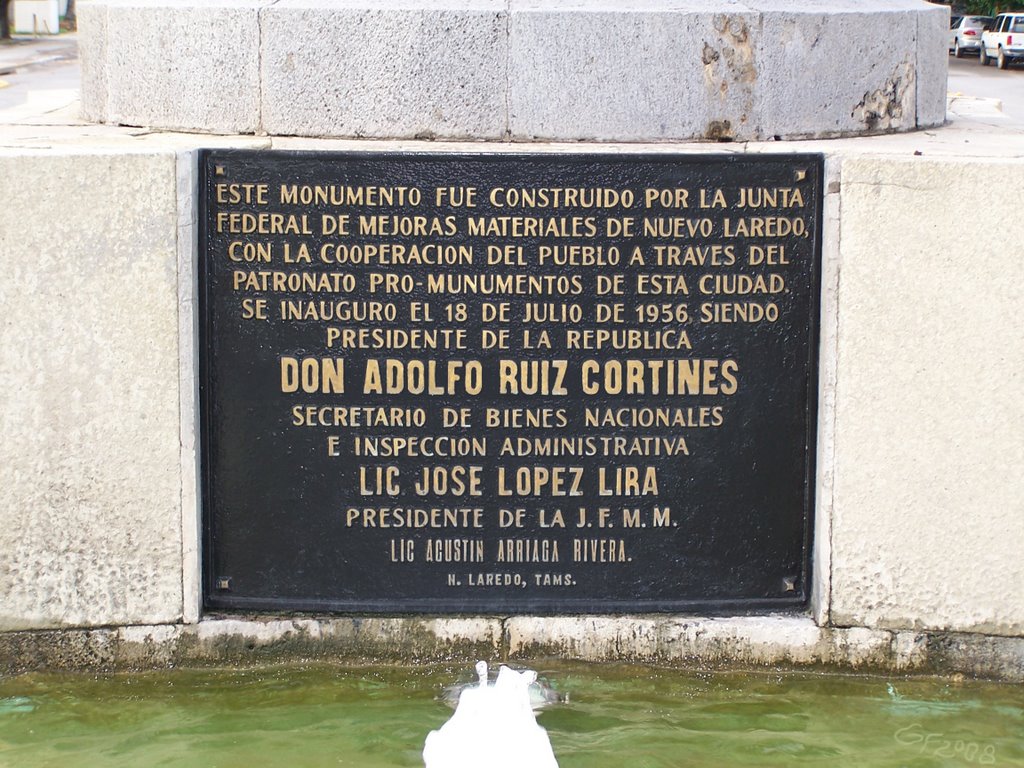 ESTE MONUMENTO FUE CONSTRUIDO POR LA JUNTA
FEDERAL DE MEJORAS MATERIALES DE NUEVO LAREDO,
CON LA COOPERACION DEL PUEBLO A TRAVES DEL
PATRONATO PRO-MUNUMENTOS DE ESTA CIUDAD.
SE INAUGURO EL 18 DE JULIO DE 1956, SIENDO
PRESIDENTE DE LA REPUBLICA
DON ADOLFO RUIZ CORTINES
SECRETARIO DE BIENES NACIONALES
E INSPECCION ADMINISTRATIVA
LIC JOSE LOPEZ LIRA
PRESIDENTE DE LA J.F.M.M.
LIC AGUSTIN ARRIAGA RIVERA.
N. LAREDO, TAMS.
GF2008